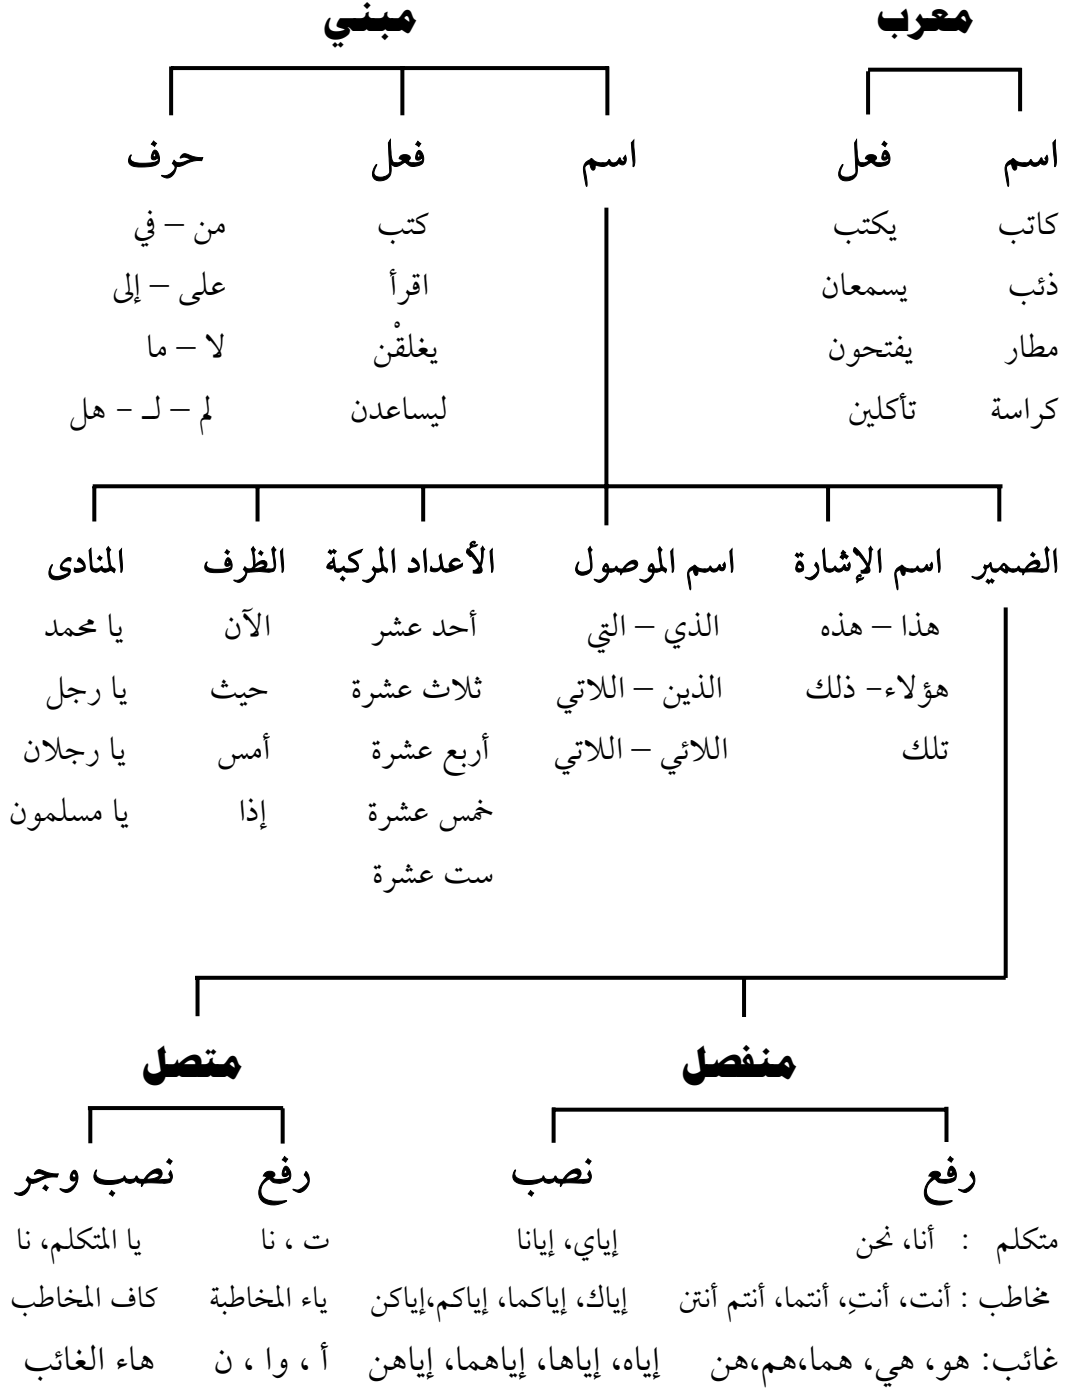 معرب مبني
اسم فعل اسم فعل حرف
كاتب يكتب كتب من – في
ذئب يسمعان اقرأ على – إلى
مطار يفتحون يغلقْن لا – ما
كراسة تأكلين ليساعدن لم – لـ - هل
الضمير اسم الإشارة اسم الموصول الأعداد المركبة الظرف المنادى
هذا – هذه الذي – التي أحد عشر الآن يا محمد
هؤلاء- ذلك الذين – اللاتي ثلاث عشرة حيث يا رجل
تلك اللائي – اللاتي أربع عشرة أمس يا رجلان
خمس عشرة إذا يا مسلمون
ست عشرة
منفصل متصل
رفع نصب رفع نصب وجر
متكلم : أنا، نحن إياي، إيانا ت ، نا يا المتكلم، نا
مخاطب : أنت، أنتِ، أنتما، أنتم أنتن إياك، إياكما، إياكم،إياكن ياء المخاطبة كاف المخاطب
غائب: هو، هي، هما،هم،هن إياه، إياها، إياهما، إياهن أ ، وا ، ن هاء الغائب